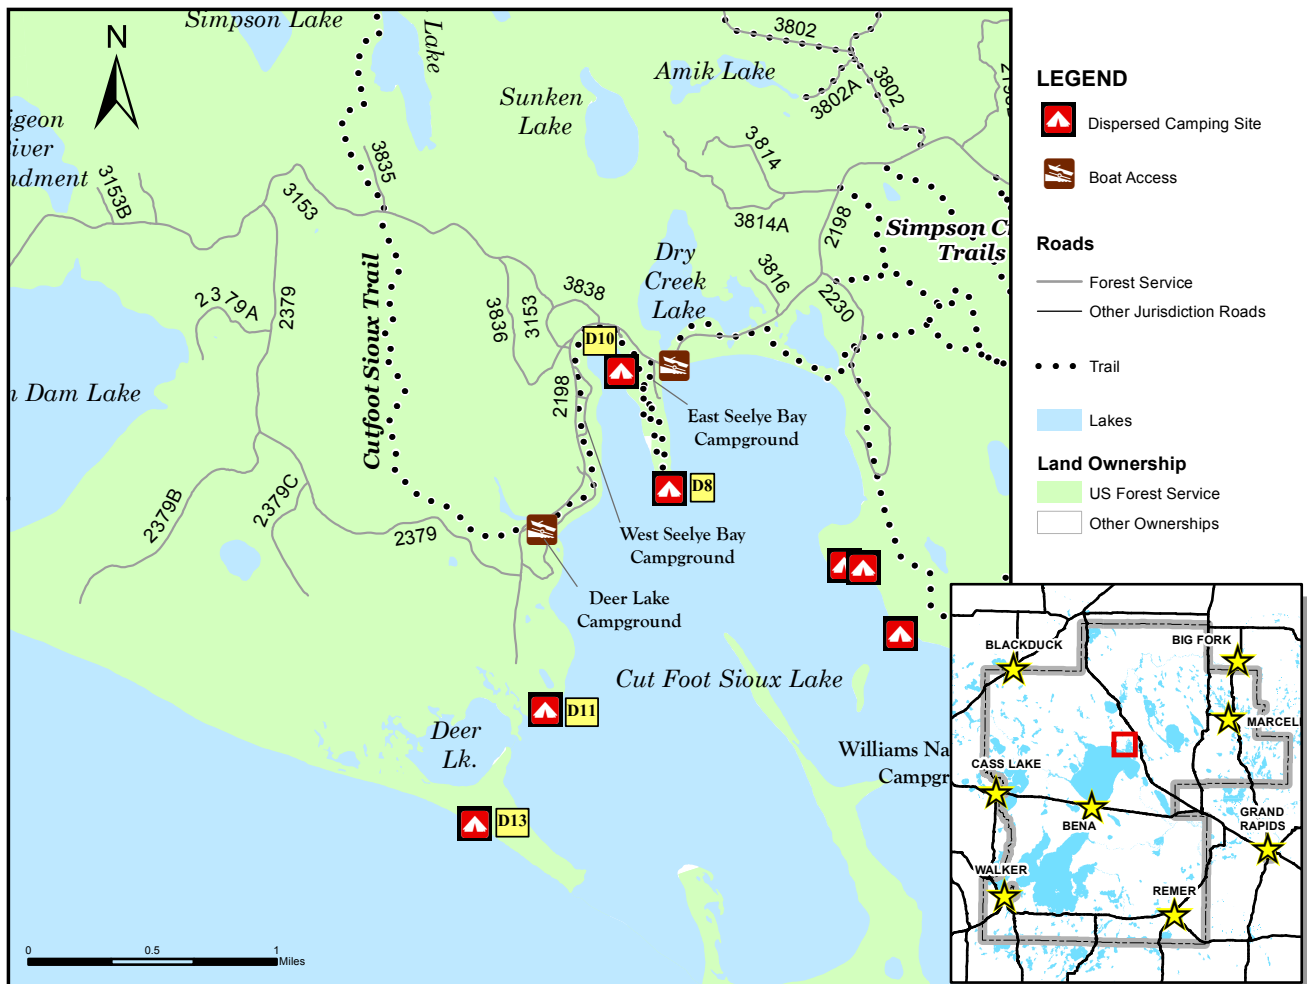 Simpson Lake
Lake
N
3802
Amik Lake
3802
3802A
Sunken
Lake
igeon
iver
ndment
3153B
3835
3153
3814
3814A
2198
Simpson C
Trails
Dry
Creek
Lake
3816
2230
2379A
2379
Cutfoot Sioux Trail
3836
3153
3838
D10
2198
n Dam Lake
East Seelye Bay
Campground
D8
2379B
2379C
2379
West Seelye Bay
Campground
Deer Lake
Campground
Cut Foot Sioux Lake
D11
Deer
Lk.
D13
Williams Na
Campgr
0
0.5
1
Miles
LEGEND
Dispersed Camping Site
Boat Access
Roads
Forest Service
Other Jurisdiction Roads
Trail
Lakes
Land Ownership
US Forest Service
Other Ownerships
BLACKDUCK
BIG FORK
MARCELL
CASS LAKE
BENA
GRAND
RAPIDS
WALKER
REMER